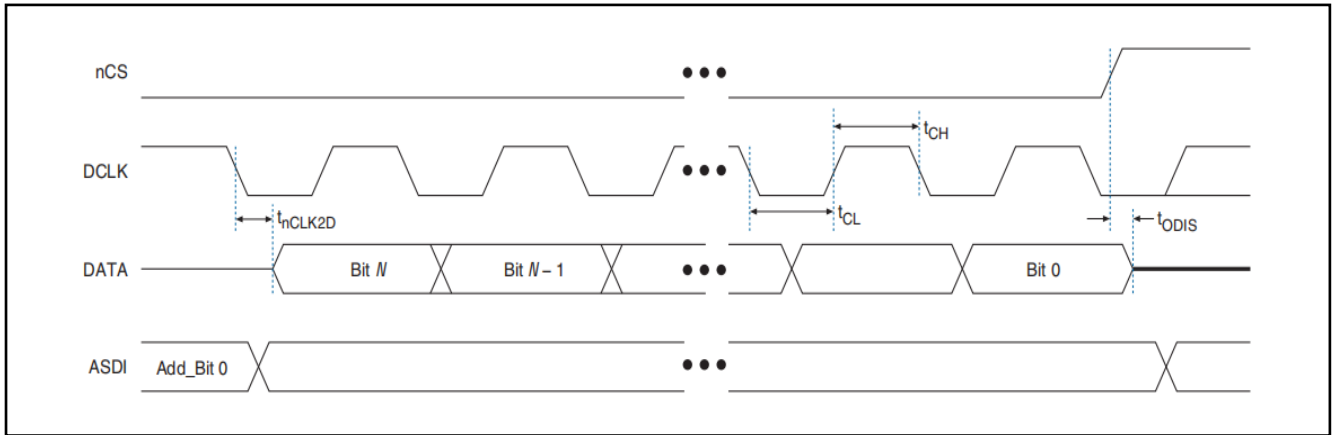 nCS
t_CH
DCLK
t_nCLK2D
t_CL
t_ODIS
DATA
Bit N
Bit N – 1
Bit 0
ASDI
Add_Bit 0